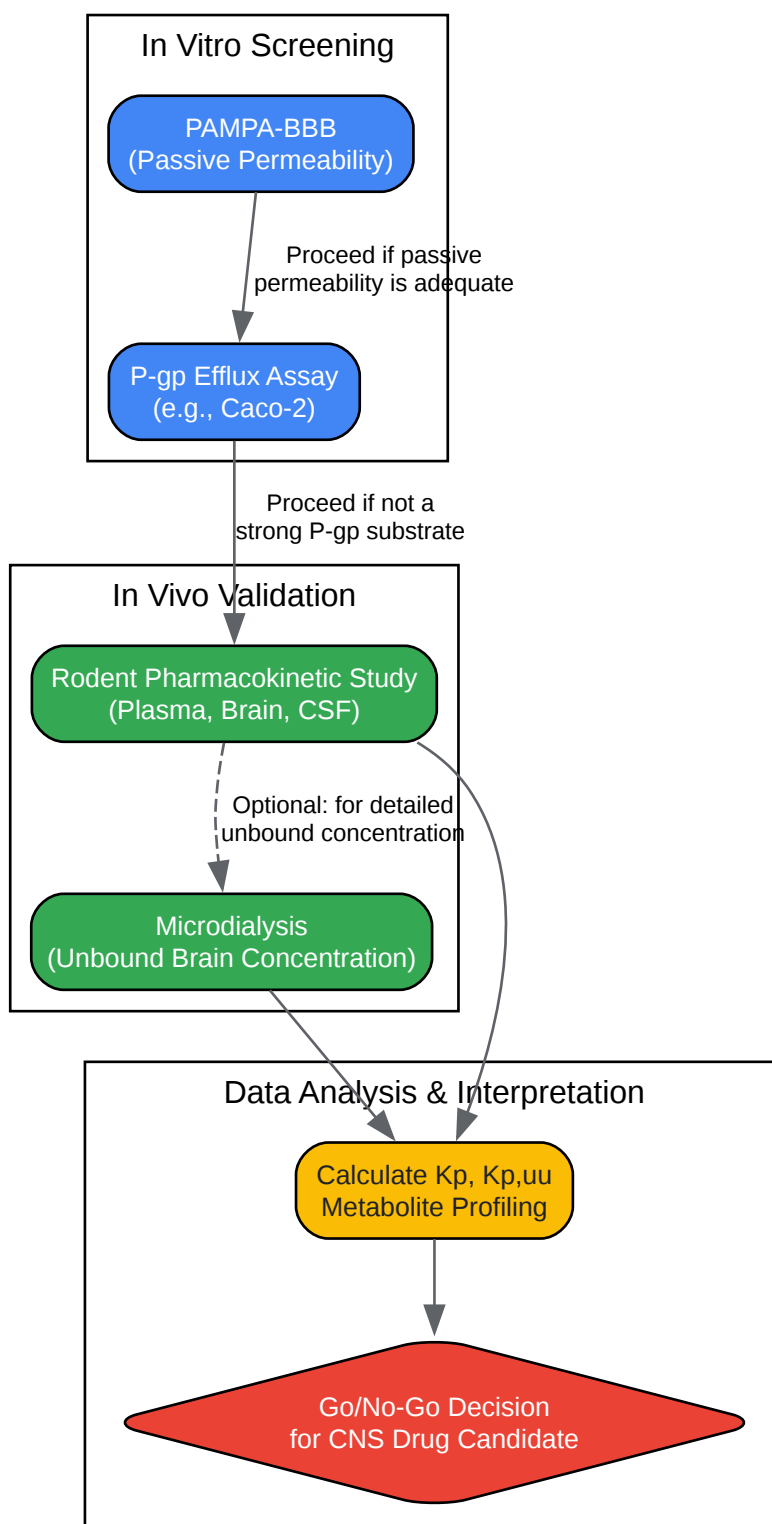 In Vitro Screening
PAMPA-BBB
(Passive Permeability)
Proceed if passive
permeability is adequate
P-gp Efflux Assay
(e.g., Caco-2)
Proceed if not a
strong P-gp substrate
In Vivo Validation
Rodent Pharmacokinetic Study
(Plasma, Brain, CSF)
Optional: for detailed
unbound concentration
Microdialysis
(Unbound Brain Concentration)
Data Analysis & Interpretation
Calculate Kp, Kp,uu
Metabolite Profiling
Go/No-Go Decision
for CNS Drug Candidate